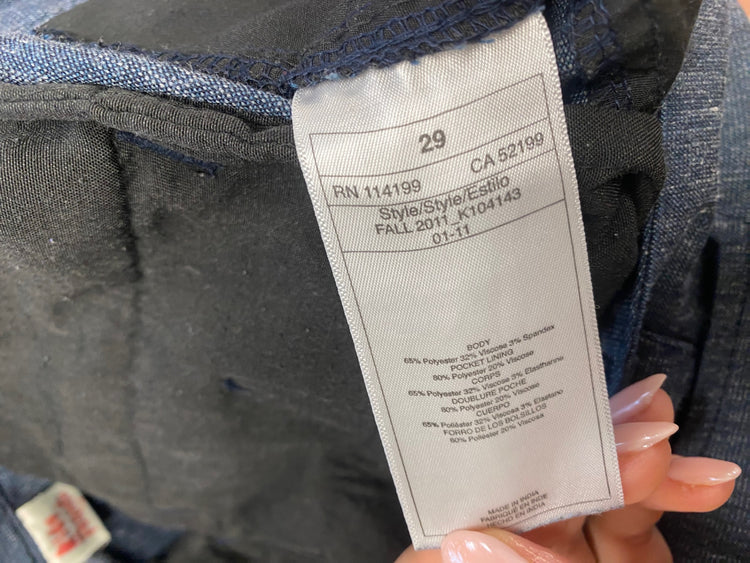 29
RN 114199 CA 52199
Style/Style/Estilo
FALL 2011_K104143
01-11
BODY
65% Polyester 32% Viscose 3% Spandex
POCKET LINING
80% Polyester 20% Viscose
CORPS
65% Polyester 32% Viscose 3% Elasthanne
DOUBLURE POCHE
80% Polyester 20% Viscose
CUERPO
65% Poliéster 32% Viscosa 3% Elastano
FORRO DE LOS BOLSILLOS
80% Poliéster 20% Viscosa
MADE IN INDIA
FABRIQUE EN INDE
HECHO EN INDIA